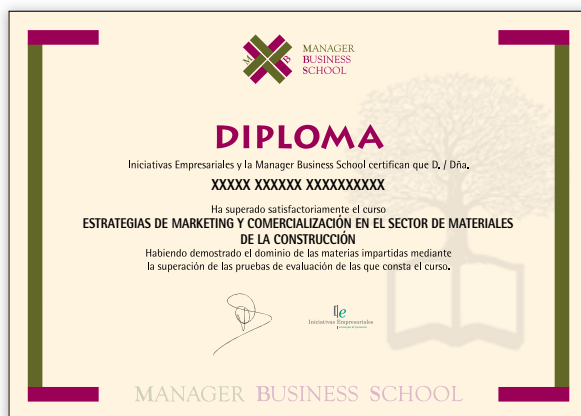 MANAGER
BUSINESS
SCHOOL
M B
DIPLOMA
Iniciativas Empresariales y la Manager Business School certifican que D. / Dña.
XXXXX XXXXXX XXXXXXXXXX
Ha superado satisfactoriamente el curso
ESTRATEGIAS DE MARKETING Y COMERCIALIZACIÓN EN EL SECTOR DE MATERIALES
DE LA CONSTRUCCIÓN
Habiendo demostrado el dominio de las materias impartidas mediante
la superación de las pruebas de evaluación de las que consta el curso.
Iniciativas Empresariales
MANAGER BUSINESS SCHOOL